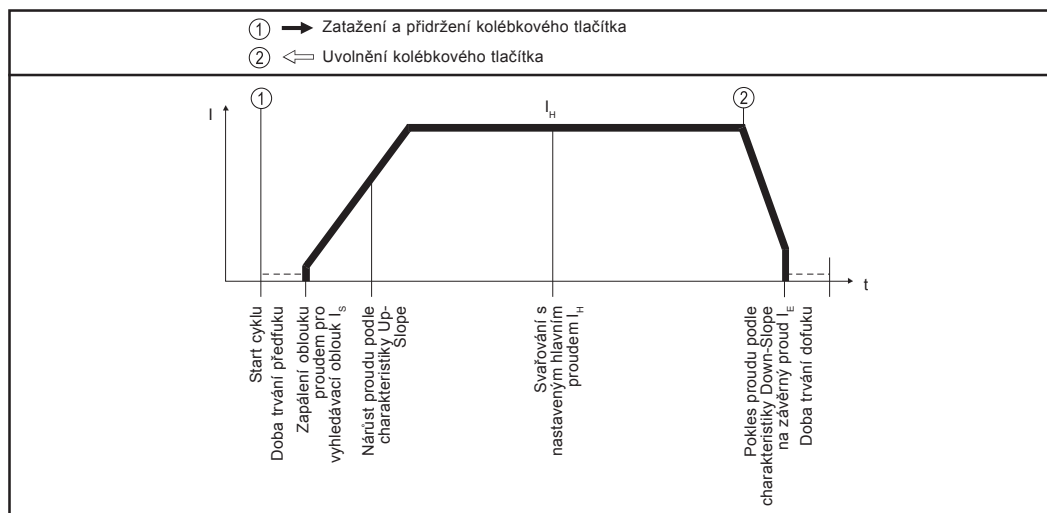 1 Zatažení a přidržení kolébkového tlačítka
2 Uvolnění kolébkového tlačítka
1
2
I
I_H
t
Start cyklu
Doba trvání předfuku
Zapálení oblouku
proudem pro
vyhledávací oblouk I_S
Nárůst proudu podle
charakteristiky Up-
Slope
Svařování s
nastaveným hlavním
proudem I_H
Pokles proudu podle
charakteristiky Down-Slope
na závěrný proud I_E
Doba trvání dofuku